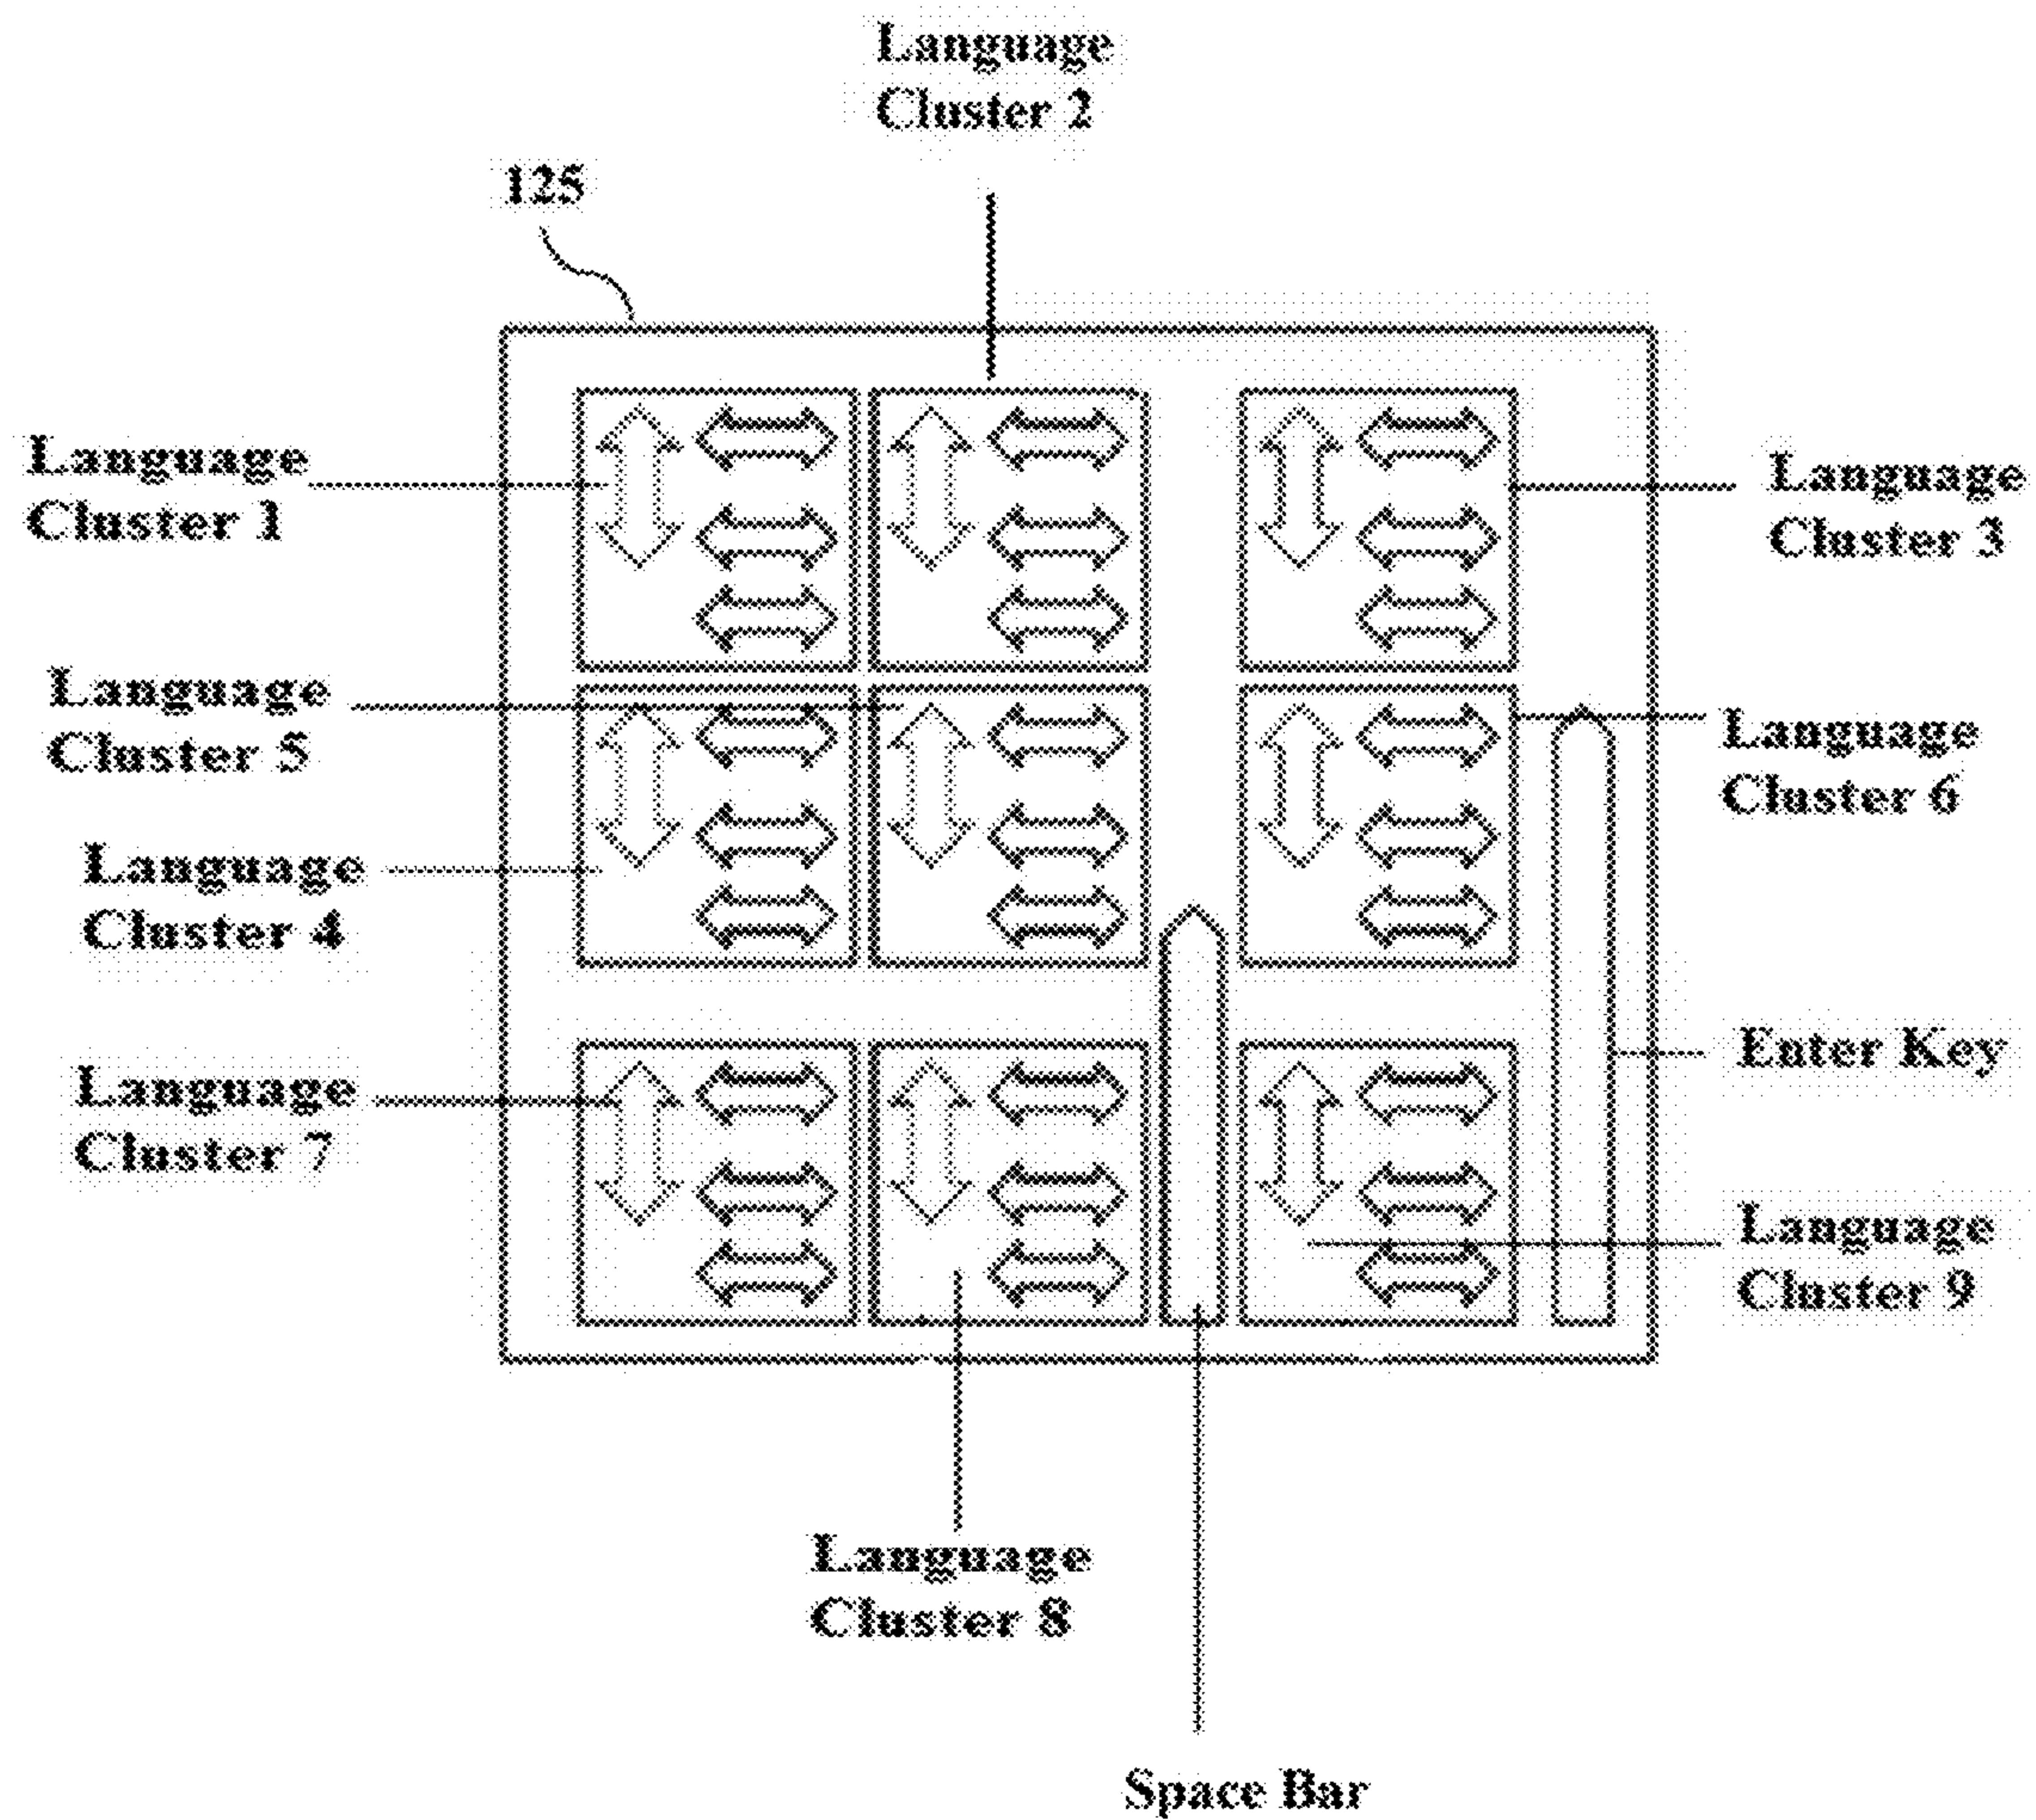 Language
Cluster 2
125
Language
Cluster 1
Language
Cluster 3
Language
Cluster 5
Language
Cluster 6
Language
Cluster 4
Enter Key
Language
Cluster 7
Language
Cluster 9
Language
Cluster 8
Space Bar